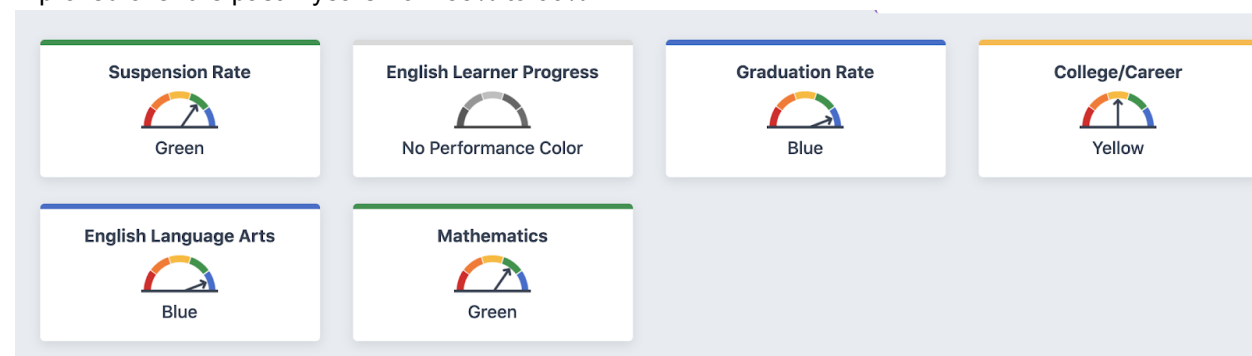 Suspension Rate
Green
English Learner Progress
No Performance Color
Graduation Rate
Blue
College/Career
Yellow
English Language Arts
Blue
Mathematics
Green